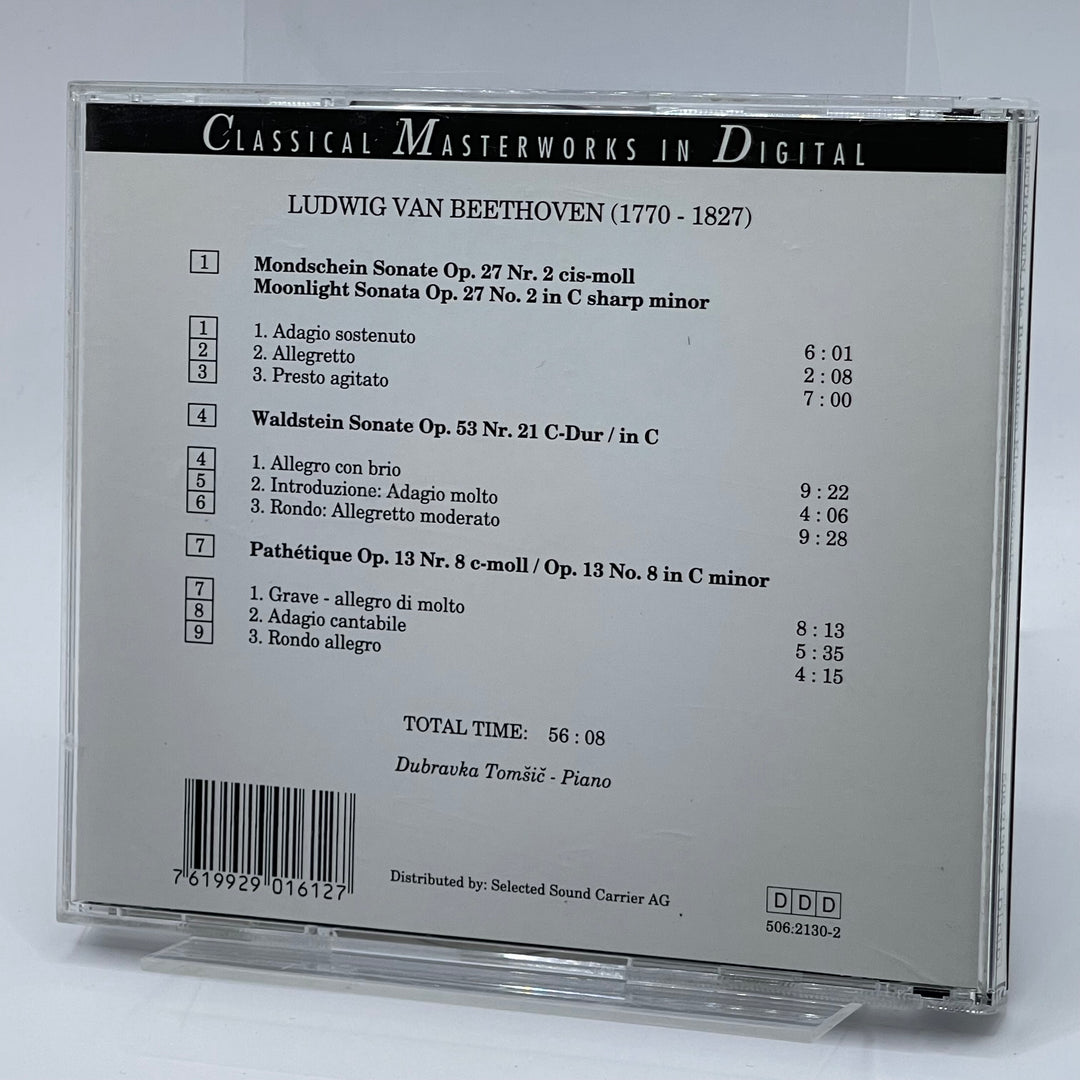 CLASSICAL MASTERWORKS IN DIGITAL
LUDWIG VAN BEETHOVEN (1770 - 1827)
1 Mondschein Sonate Op. 27 Nr. 2 cis-moll
Moonlight Sonata Op. 27 No. 2 in C sharp minor
1 1. Adagio sostenuto 6 : 01
2 2. Allegretto 2 : 08
3 3. Presto agitato 7 : 00
4 Waldstein Sonate Op. 53 Nr. 21 C-Dur / in C
4 1. Allegro con brio 9 : 22
5 2. Introduzione: Adagio molto 4 : 06
6 3. Rondo: Allegretto moderato 9 : 28
7 Pathétique Op. 13 Nr. 8 c-moll / Op. 13 No. 8 in C minor
7 1. Grave - allegro di molto 8 : 13
8 2. Adagio cantabile 5 : 35
9 3. Rondo allegro 4 : 15
TOTAL TIME: 56 : 08
Dubravka Tomšič - Piano
7 619929 016127
Distributed by: Selected Sound Carrier AG
DDD
506.2130-2